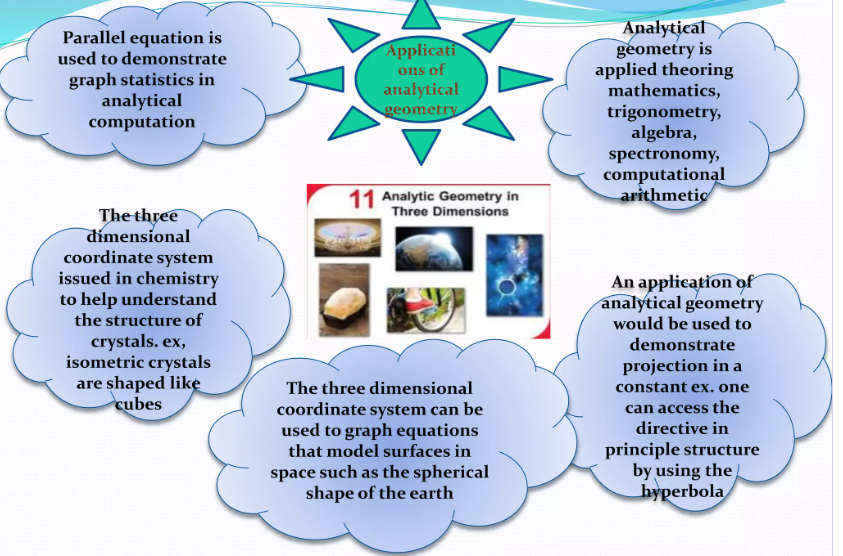 Parallel equation is
used to demonstrate
graph statistics in
analytical
computation
Applicati
ons of
analytical
geometry
Analytical
geometry is
applied theoring
mathematics,
trigonometry,
algebra,
spectronomy,
computational
arithmetic
11 Analytic Geometry in
Three Dimensions
The three
dimensional
coordinate system
issued in chemistry
to help understand
the structure of
crystals. ex,
isometric crystals
are shaped like
cubes
The three dimensional
coordinate system can be
used to graph equations
that model surfaces in
space such as the spherical
shape of the earth
An application of
analytical geometry
would be used to
demonstrate
projection in a
constant ex. one
can access the
directive in
principle structure
by using the
hyperbola